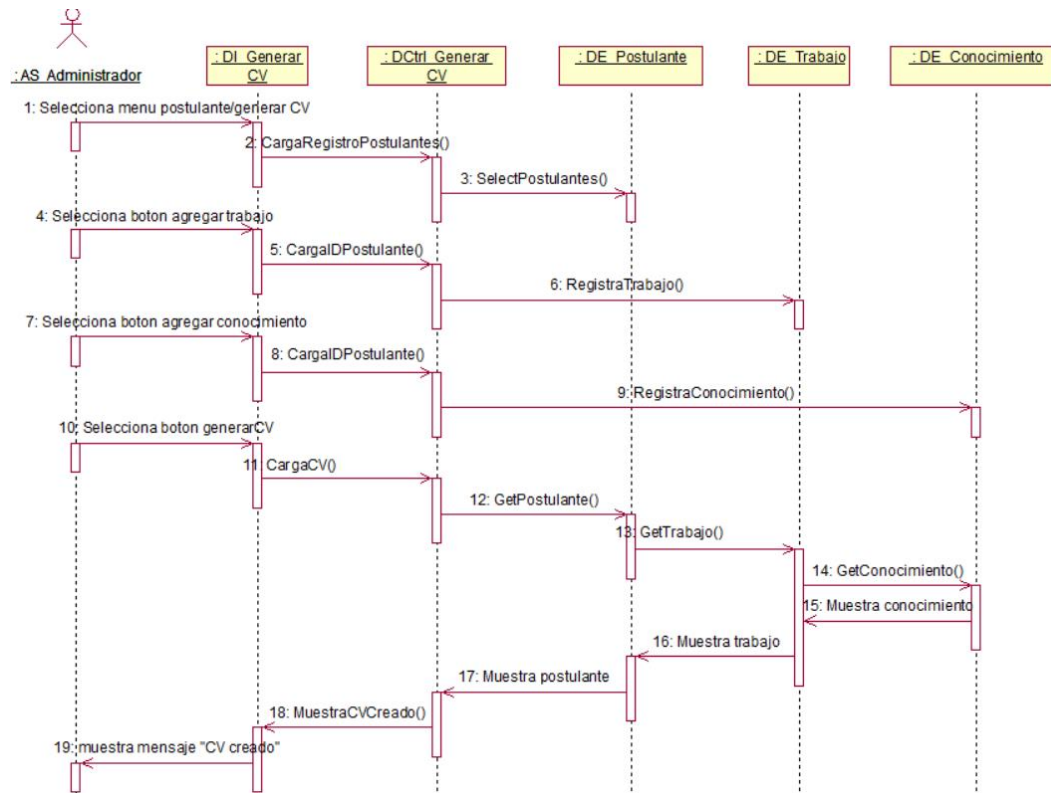 : AS_Administrador
: DI_Generar
CV
: DCtrl_Generar
CV
: DE_Postulante
: DE_Trabajo
: DE_Conocimiento
1: Selecciona menu postulante/generar CV
2: CargaRegistroPostulantes()
3: SelectPostulantes()
4: Selecciona boton agregar trabajo
5: CargaIDPostulante()
6: RegistraTrabajo()
7: Selecciona boton agregar conocimiento
8: CargaIDPostulante()
9: RegistraConocimiento()
10: Selecciona boton generarCV
11: CargaCV()
12: GetPostulante()
13: GetTrabajo()
14: GetConocimiento()
15: Muestra conocimiento
16: Muestra trabajo
17: Muestra postulante
18: MuestraCVCreado()
19: muestra mensaje "CV creado"